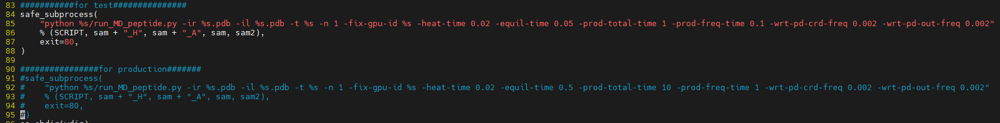 83 ###########for test###############
84 safe_subprocess(
85     "python %s/run_MD_peptide.py -ir %s.pdb -il %s.pdb -t %s -n 1 -fix-gpu-id %s -heat-time 0.02 -equil-time 0.05 -prod-total-time 1 -prod-freq-time 0.1 -wrt-pd-crd-freq 0.002 -wrt-pd-out-freq 0.002"
86     % (SCRIPT, sam + "_H", sam + "_A", sam, sam2),
87     exit=80,
88 )
89
90 ################for production#######
91 #safe_subprocess(
92 #    "python %s/run_MD_peptide.py -ir %s.pdb -il %s.pdb -t %s -n 1 -fix-gpu-id %s -heat-time 0.02 -equil-time 0.5 -prod-total-time 10 -prod-freq-time 1 -wrt-pd-crd-freq 0.002 -wrt-pd-out-freq 0.002"
93 #    % (SCRIPT, sam + "_H", sam + "_A", sam, sam2),
94 #    exit=80,
95 #)